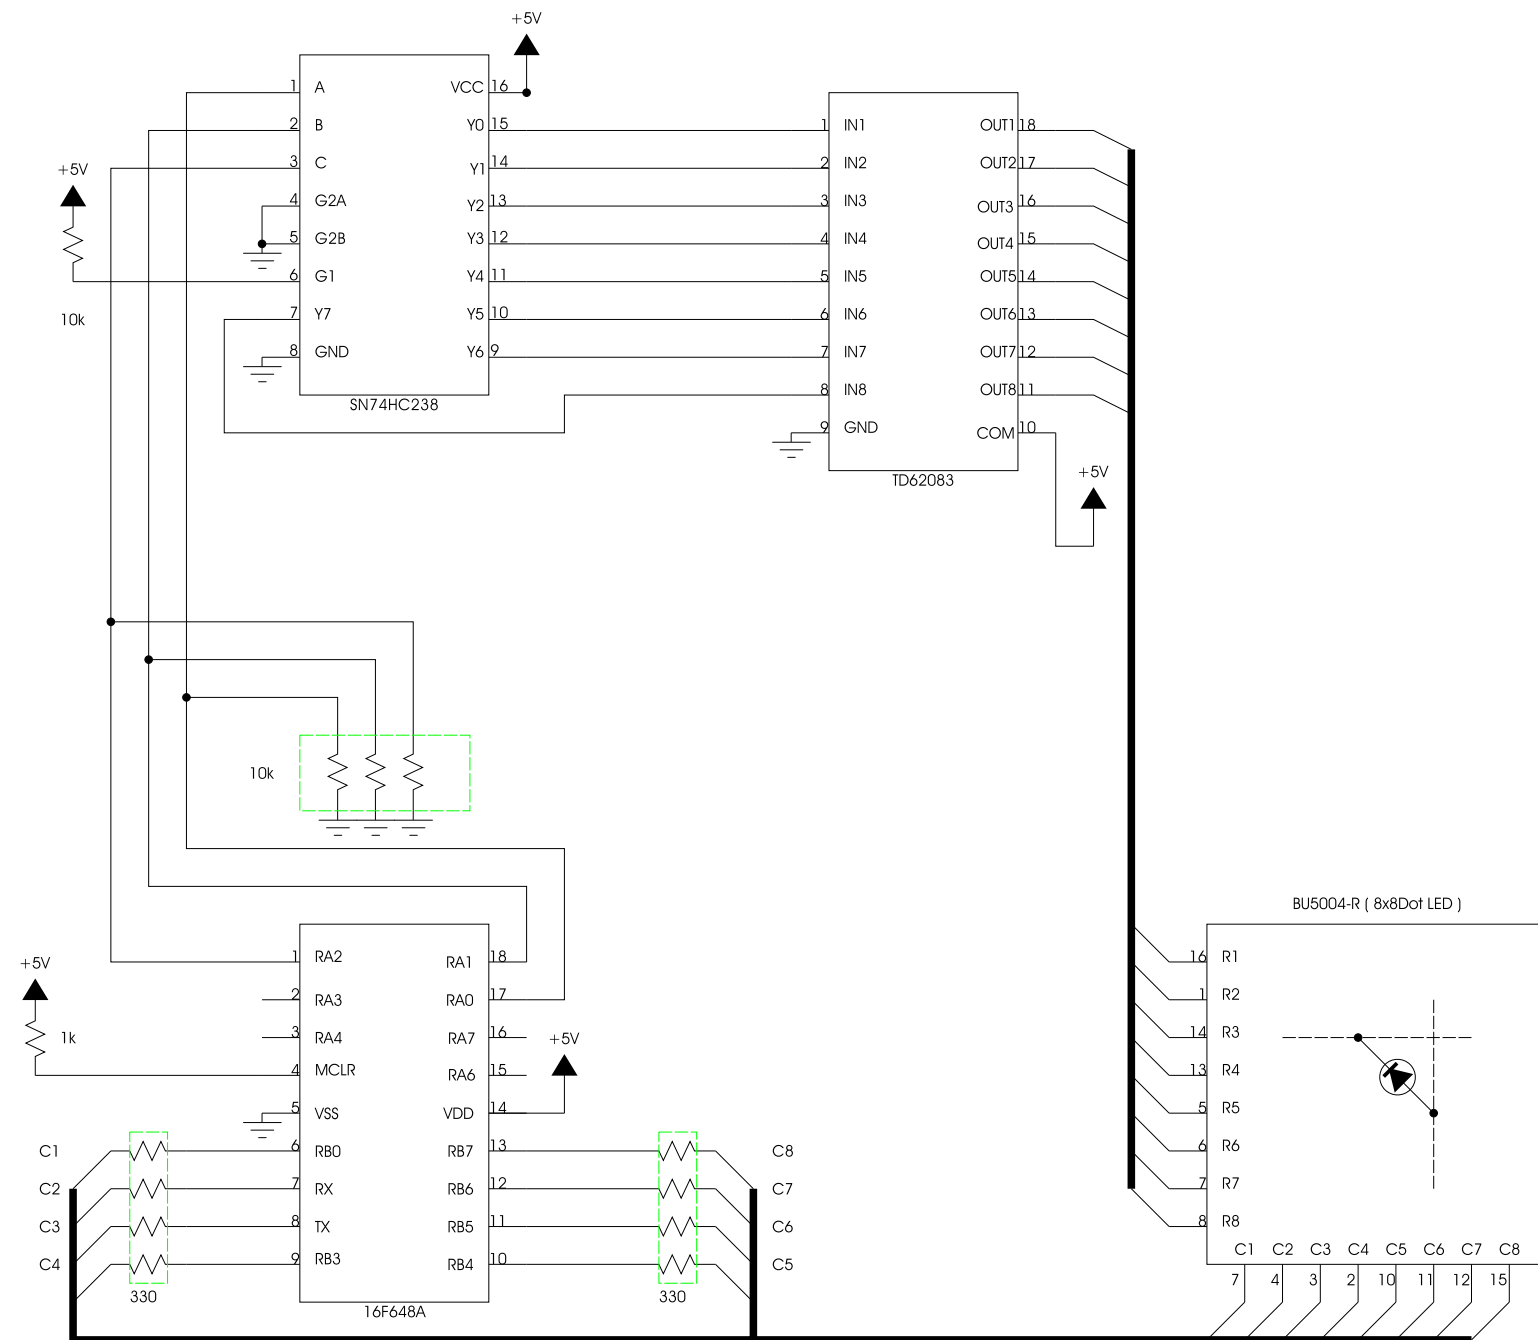 +5V
1 A VCC 16
2 B Y0 15
3 C Y1 14
4 G2A Y2 13
5 G2B Y3 12
6 G1 Y4 11
7 Y7 Y5 10
8 GND Y6 9
SN74HC238
+5V
10k
1 IN1 OUT1 18
2 IN2 OUT2 17
3 IN3 OUT3 16
4 IN4 OUT4 15
5 IN5 OUT5 14
6 IN6 OUT6 13
7 IN7 OUT7 12
8 IN8 OUT8 11
9 GND COM 10
TD62083
+5V
10k
+5V
1k
1 RA2 RA1 18
2 RA3 RA0 17
3 RA4 RA7 16
4 MCLR RA6 15
5 VSS VDD 14
6 RB0 RB7 13
7 RX RB6 12
8 TX RB5 11
9 RB3 RB4 10
16F648A
+5V
C1
C2
C3
C4
330
C8
C7
C6
C5
330
BU5004-R ( 8x8Dot LED )
16 R1
1 R2
14 R3
13 R4
5 R5
6 R6
7 R7
8 R8
C1 C2 C3 C4 C5 C6 C7 C8
7 4 3 2 10 11 12 15